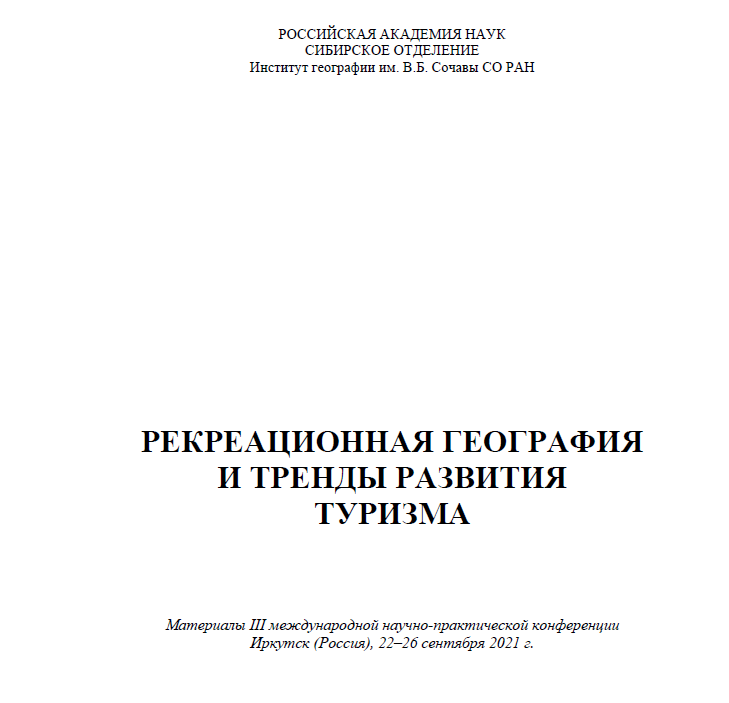 РОССИЙСКАЯ АКАДЕМИЯ НАУК
СИБИРСКОЕ ОТДЕЛЕНИЕ
Институт географии им. В.Б. Сочавы СО РАН
РЕКРЕАЦИОННАЯ ГЕОГРАФИЯ
И ТРЕНДЫ РАЗВИТИЯ
ТУРИЗМА
Материалы III международной научно-практической конференции
Иркутск (Россия), 22–26 сентября 2021 г.